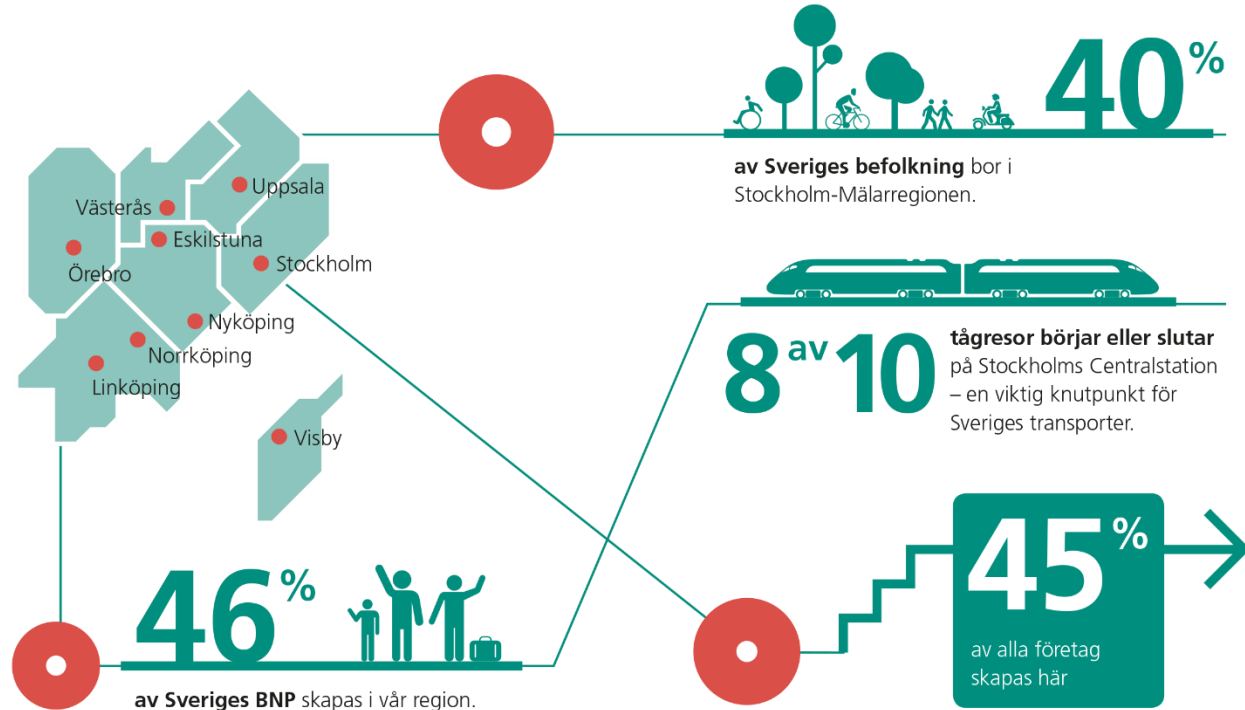 40%
av Sveriges befolkning bor i
Stockholm-Mälarregionen.
Uppsala
Västerås
Eskilstuna
Örebro
Stockholm
Nyköping
Norrköping
Linköping
Visby
8 av 10
tågresor börjar eller slutar
på Stockholms Centralstation
– en viktig knutpunkt för
Sveriges transporter.
46%
av Sveriges BNP skapas i vår region.
45%
av alla företag
skapas här